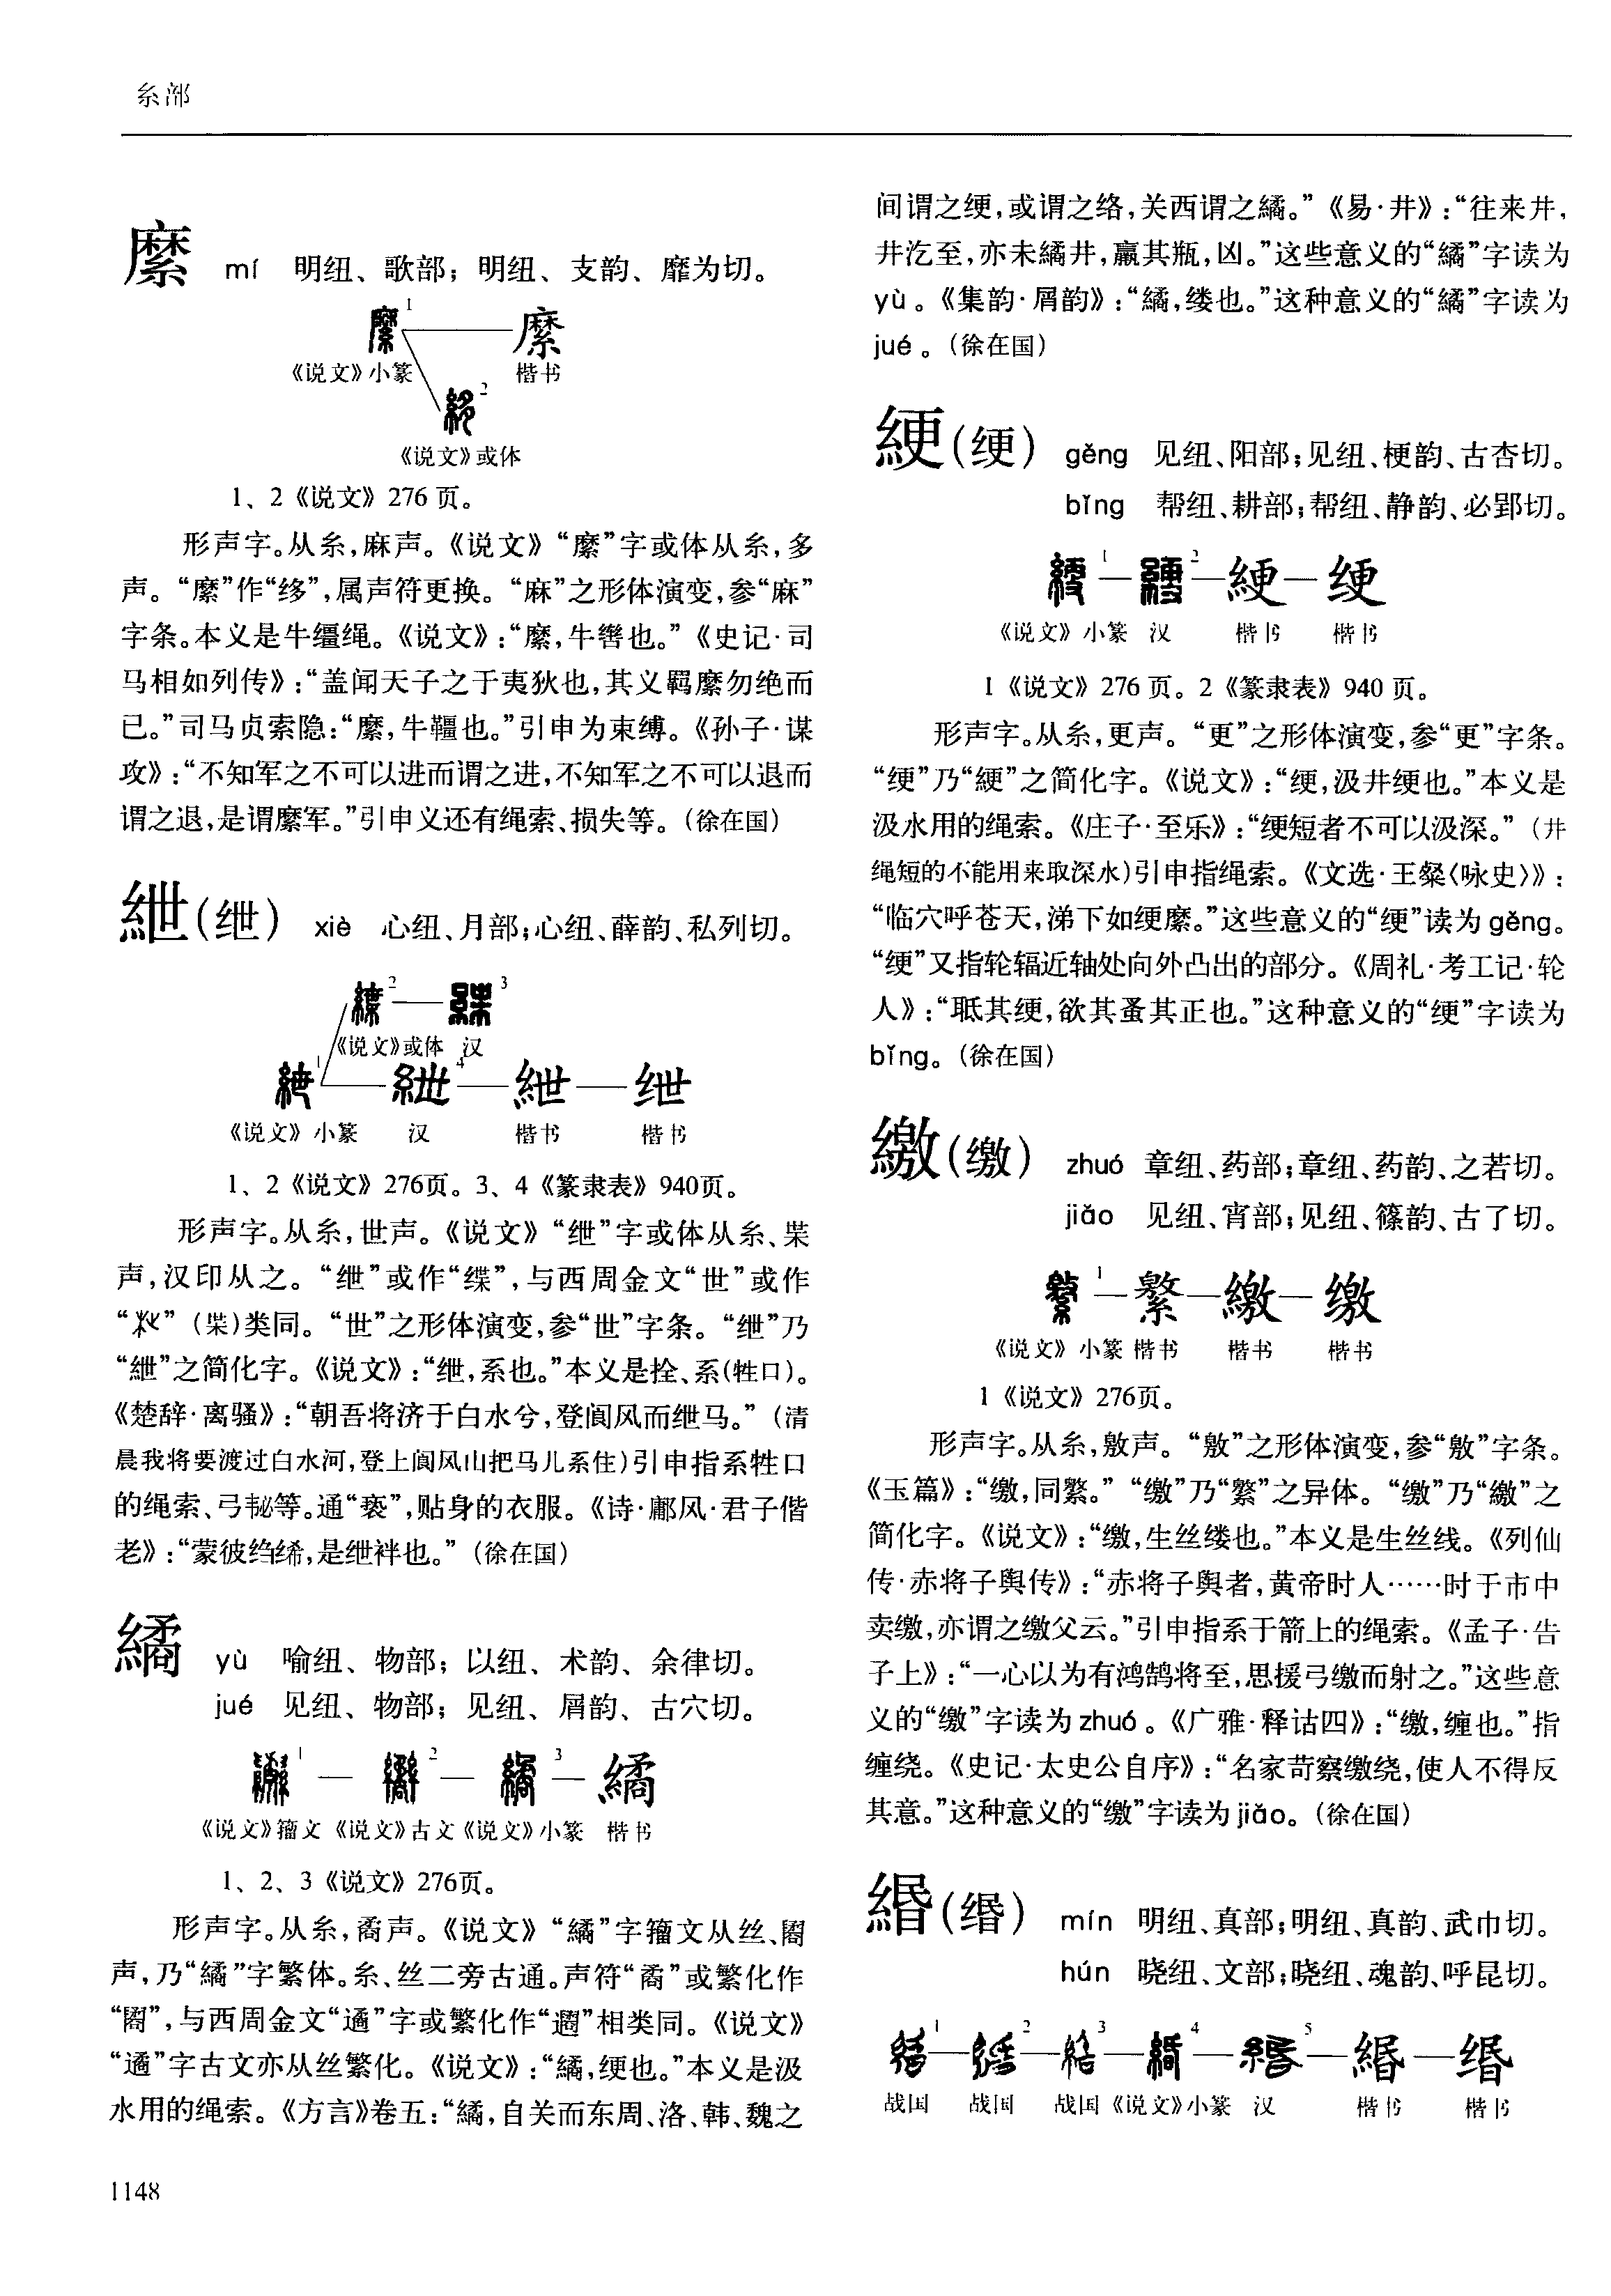 糸部
縻 mí 明纽、歌部；明纽、支韵、靡为切。
1 縻
《说文》小篆 楷书
2
《说文》或体
1、2《说文》276页。
形声字。从糸，麻声。《说文》“縻”字或体从糸，多
声。“縻”作“䋾”，属声符更换。“麻”之形体演变，参“麻”
字条。本义是牛缰绳。《说文》：“縻，牛辔也。”《史记·司
马相如列传》：“盖闻天子之于夷狄也，其义羁縻勿绝而
已。”司马贞索隐：“縻，牛韁也。”引申为束缚。《孙子·谋
攻》：“不知军之不可以进而谓之进，不知军之不可以退而
谓之退，是谓縻军。”引申义还有绳索、损失等。（徐在国）
紲（绁） xiè 心纽、月部；心纽、薛韵、私列切。
2 3
《说文》或体 汉
1 4 紲 绁
《说文》小篆 汉 楷书 楷书
1、2《说文》276页。3、4《篆隶表》940页。
形声字。从糸，世声。《说文》“绁”字或体从糸、枼
声，汉印从之。“绁”或作“緤”，与西周金文“世”或作
“”（枼）类同。“世”之形体演变，参“世”字条。“绁”乃
“紲”之简化字。《说文》：“绁，系也。”本义是拴、系（牲口）。
《楚辞·离骚》：“朝吾将济于白水兮，登阆风而绁马。”（清
晨我将要渡过白水河，登上阆风山把马儿系住）引申指系牲口
的绳索、弓柲等。通“亵”，贴身的衣服。《诗·鄘风·君子偕
老》：“蒙彼绉𫄨，是绁袢也。”（徐在国）
繘 yù 喻纽、物部；以纽、术韵、余律切。
jué 见纽、物部；见纽、屑韵、古穴切。
1 2 3 繘
《说文》籀文 《说文》古文 《说文》小篆 楷书
1、2、3《说文》276页。
形声字。从糸，矞声。《说文》“繘”字籀文从丝、
声，乃“繘”字繁体。糸、丝二旁古通。声符“矞”或繁化作
“”，与西周金文“遹”字或繁化作“”相类同。《说文》
“遹”字古文亦从丝繁化。《说文》：“繘，绠也。”本义是汲
水用的绳索。《方言》卷五：“繘，自关而东周、洛、韩、魏之
间谓之绠，或谓之络，关西谓之繘。”《易·井》：“往来井，
井汔至，亦未繘井，羸其瓶，凶。”这些意义的“繘”字读为
yù。《集韵·屑韵》：“繘，缕也。”这种意义的“繘”字读为
jué。（徐在国）
綆（绠） gěng 见纽、阳部；见纽、梗韵、古杏切。
bǐng 帮纽、耕部；帮纽、静韵、必郢切。
1 2 綆 绠
《说文》小篆 汉 楷书 楷书
1《说文》276页。2《篆隶表》940页。
形声字。从糸，更声。“更”之形体演变，参“更”字条。
“绠”乃“綆”之简化字。《说文》：“绠，汲井绠也。”本义是
汲水用的绳索。《庄子·至乐》：“绠短者不可以汲深。”（井
绳短的不能用来取深水）引申指绳索。《文选·王粲〈咏史〉》：
“临穴呼苍天，涕下如绠縻。”这些意义的“绠”读为gěng。
“绠”又指轮辐近轴处向外凸出的部分。《周礼·考工记·轮
人》：“眡其绠，欲其蚤其正也。”这种意义的“绠”字读为
bǐng。（徐在国）
繳（缴） zhuó 章纽、药部；章纽、药韵、之若切。
jiǎo 见纽、宵部；见纽、篠韵、古了切。
1 繁 繳 缴
《说文》小篆 楷书 楷书 楷书
1《说文》276页。
形声字。从糸，敫声。“敫”之形体演变，参“敫”字条。
《玉篇》：“缴，同。”“缴”乃“”之异体。“缴”乃“繳”之
简化字。《说文》：“缴，生丝缕也。”本义是生丝线。《列仙
传·赤将子舆传》：“赤将子舆者，黄帝时人……时于市中
卖缴，亦谓之缴父云。”引申指系于箭上的绳索。《孟子·告
子上》：“一心以为有鸿鹄将至，思援弓缴而射之。”这些意
义的“缴”字读为zhuó。《广雅·释诂四》：“缴，缠也。”指
缠绕。《史记·太史公自序》：“名家苛察缴绕，使人不得反
其意。”这种意义的“缴”字读为jiǎo。（徐在国）
緡（缗） mín 明纽、真部；明纽、真韵、武巾切。
hún 晓纽、文部；晓纽、魂韵、呼昆切。
1 2 3 4 5 緡 缗
战国 战国 战国 《说文》小篆 汉 楷书 楷书
1148